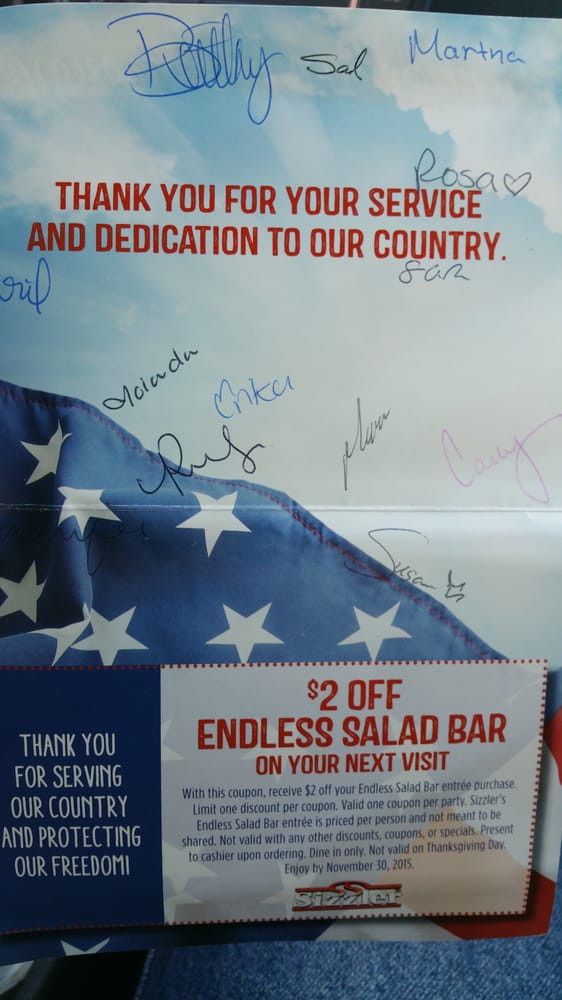 Sal
Martha
Rosa
THANK YOU FOR YOUR SERVICE
AND DEDICATION TO OUR COUNTRY.
Yolanda
Erika
Susan
$2 OFF
ENDLESS SALAD BAR
ON YOUR NEXT VISIT
With this coupon, receive $2 off your Endless Salad Bar entrée purchase.
Limit one discount per coupon. Valid one coupon per party. Sizzler's
Endless Salad Bar entrée is priced per person and not meant to be
shared. Not valid with any other discounts, coupons, or specials. Present
to cashier upon ordering. Dine in only. Not valid on Thanksgiving Day.
Enjoy by November 30, 2015.
Sizzler
THANK YOU
FOR SERVING
OUR COUNTRY
AND PROTECTING
OUR FREEDOM!